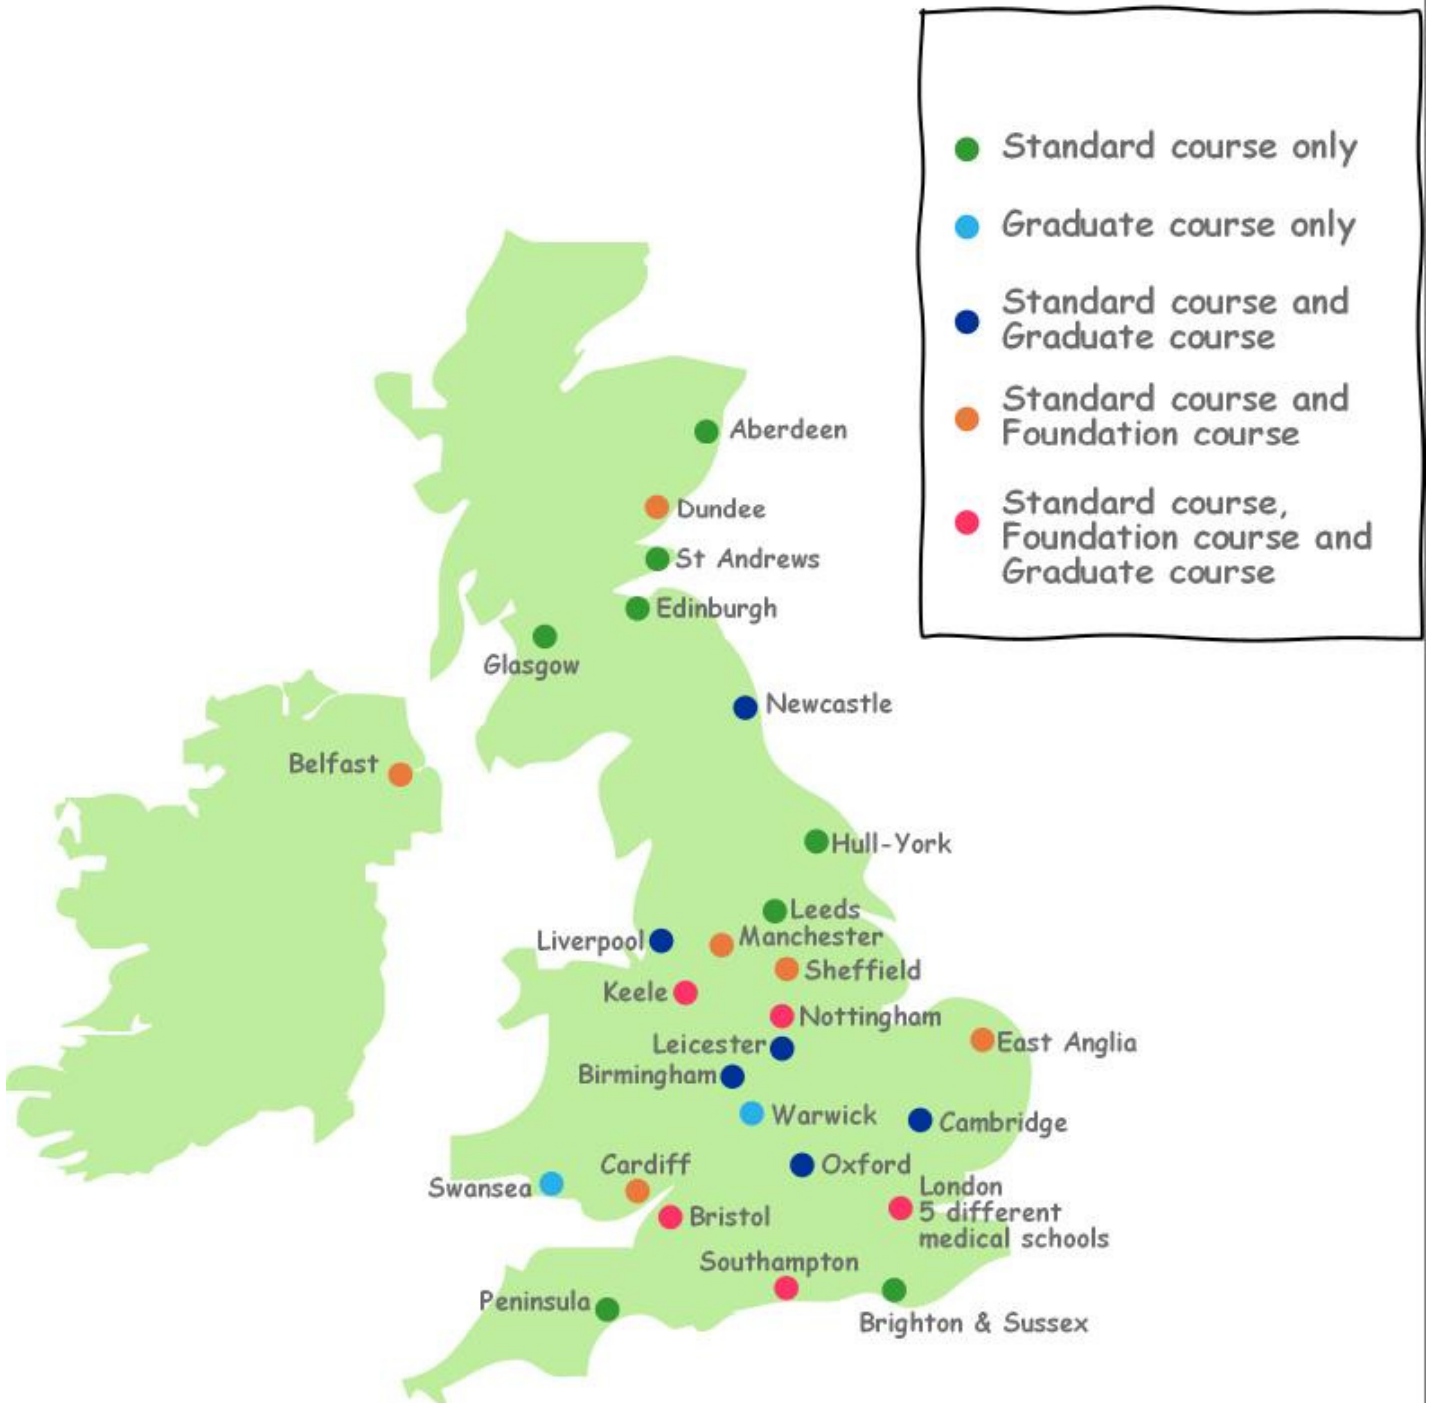 Standard course only
Graduate course only
Standard course and
Graduate course
Standard course and
Foundation course
Standard course,
Foundation course and
Graduate course
Aberdeen
Dundee
St Andrews
Edinburgh
Glasgow
Newcastle
Belfast
Hull-York
Leeds
Manchester
Liverpool
Sheffield
Keele
Nottingham
Leicester
East Anglia
Birmingham
Warwick
Cambridge
Cardiff
Oxford
Swansea
London
5 different
medical schools
Bristol
Southampton
Peninsula
Brighton & Sussex